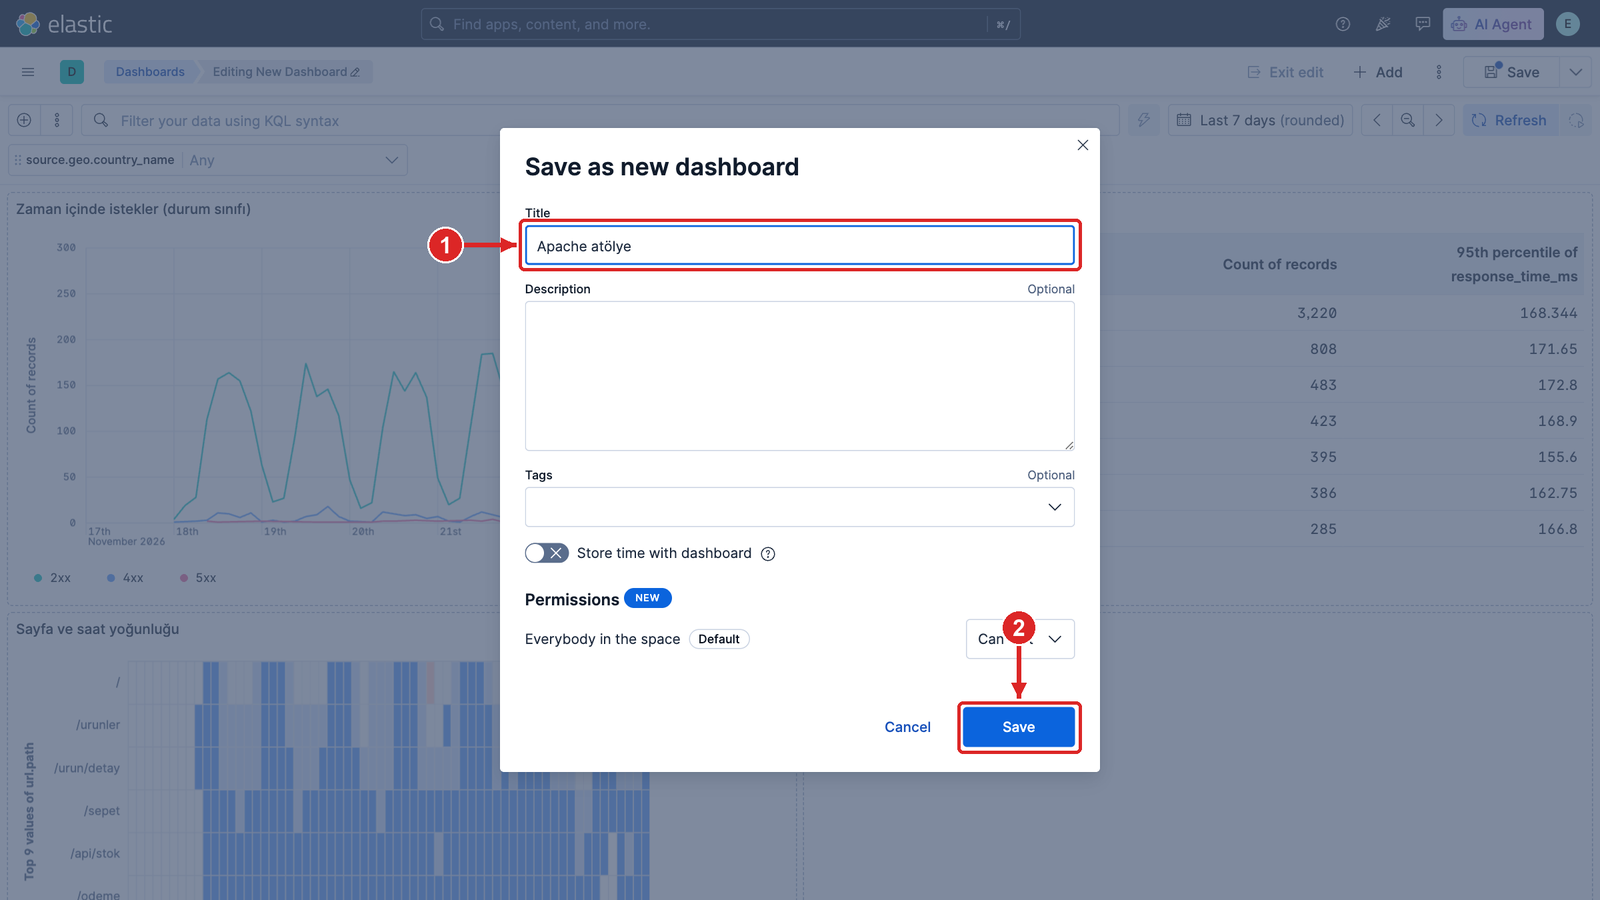 elastic
Find apps, content, and more.
⌘/
AI Agent
E
D
Dashboards
Editing New Dashboard
Exit edit
Add
Save
Filter your data using KQL syntax
Last 7 days (rounded)
Refresh
source.geo.country_name
Any
Zaman içinde istekler (durum sınıfı)
300
250
200
150
100
50
0
Count of records
17th
18th
19th
20th
21st
November 2026
2xx
4xx
5xx
Count of records
95th percentile of
response_time_ms
3,220
168.344
808
171.65
483
172.8
423
168.9
395
155.6
386
162.75
285
166.8
Sayfa ve saat yoğunluğu
Top 9 values of url.path
/
/urunler
/urun/detay
/sepet
/api/stok
/odeme
Save as new dashboard
Title
1
Apache atölye
Description
Optional
Tags
Optional
Store time with dashboard
Permissions
NEW
Everybody in the space
Default
Can
2
Cancel
Save